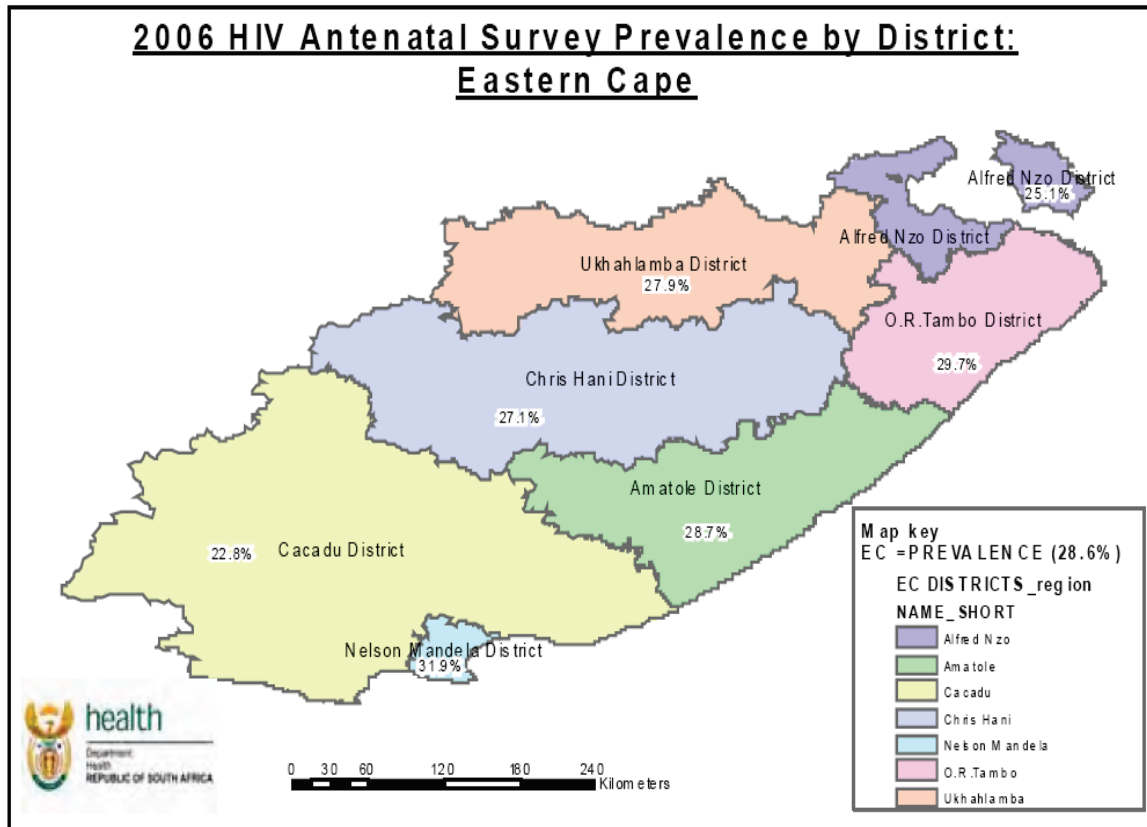 2006 HIV Antenatal Survey Prevalence by District:
Eastern Cape
Alfred Nzo District
25.1%
Alfred Nzo District
Ukhahlamba District
27.9%
O.R.Tambo District
29.7%
Chris Hani District
27.1%
Amatole District
28.7%
22.8%
Cacadu District
Nelson Mandela District
31.9%
Map key
EC =PREVALENCE (28.6%)
EC DISTRICTS_region
NAME_SHORT
Alfred Nzo
Amatole
Cacadu
Chris Hani
Nelson Mandela
O.R.Tambo
Ukhahlamba
health
Department:
Health
REPUBLIC OF SOUTH AFRICA
0 30 60 120 180 240
Kilometers